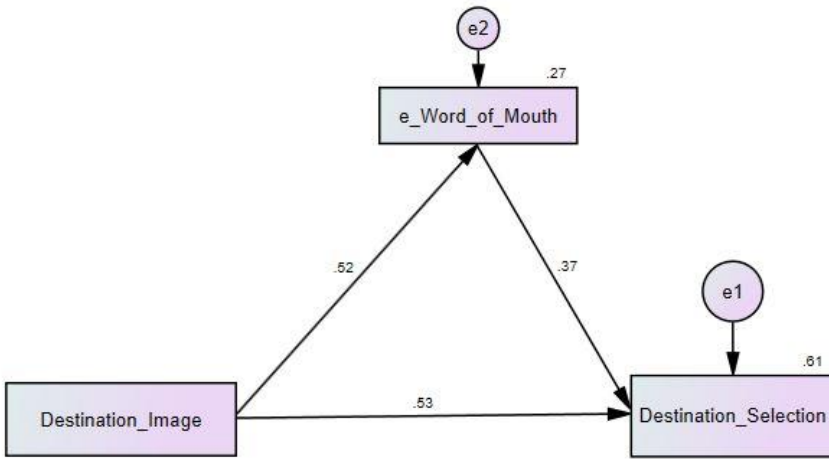 e2
.27
e_Word_of_Mouth
.52
.37
e1
.61
Destination_Image
.53
Destination_Selection